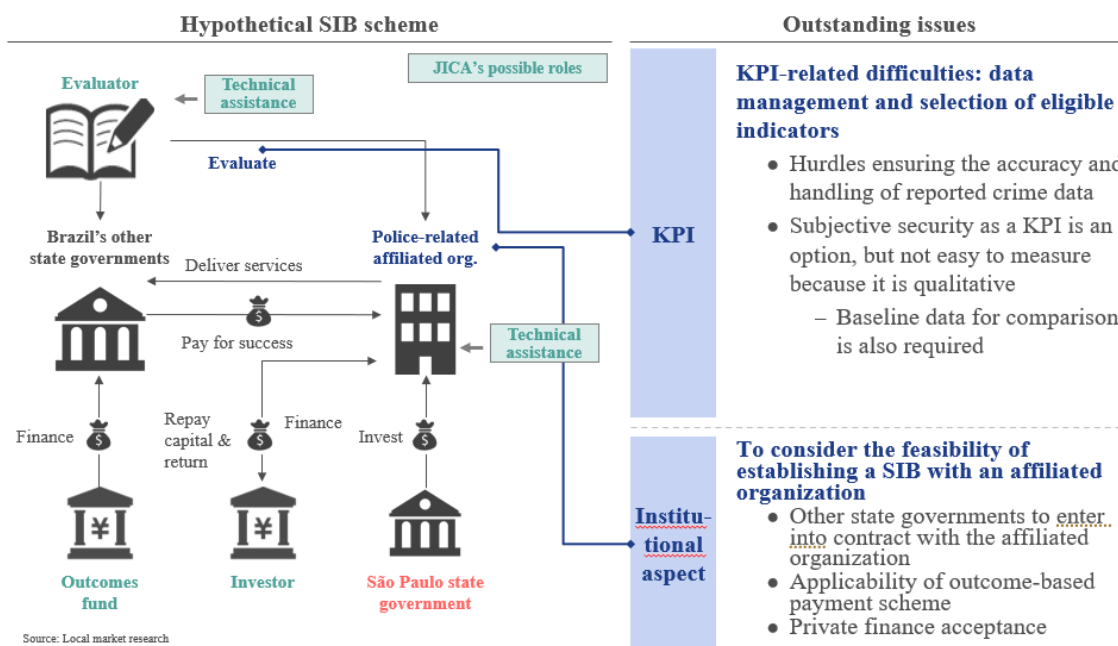 Hypothetical SIB scheme
JICA's possible roles
Evaluator
Technical
assistance
Evaluate
Brazil's other
state governments
Police-related
affiliated org.
Deliver services
$
Pay for success
Technical
assistance
Finance
$
Repay
capital &
return
$
Finance
Invest
$
¥
¥
Outcomes
fund
Investor
São Paulo state
government
Source: Local market research
Outstanding issues
KPI
KPI-related difficulties: data
management and selection of eligible
indicators
● Hurdles ensuring the accuracy and
handling of reported crime data
● Subjective security as a KPI is an
option, but not easy to measure
because it is qualitative
– Baseline data for comparison
is also required
Institu-
tional
aspect
To consider the feasibility of
establishing a SIB with an affiliated
organization
● Other state governments to enter
into contract with the affiliated
organization
● Applicability of outcome-based
payment scheme
● Private finance acceptance